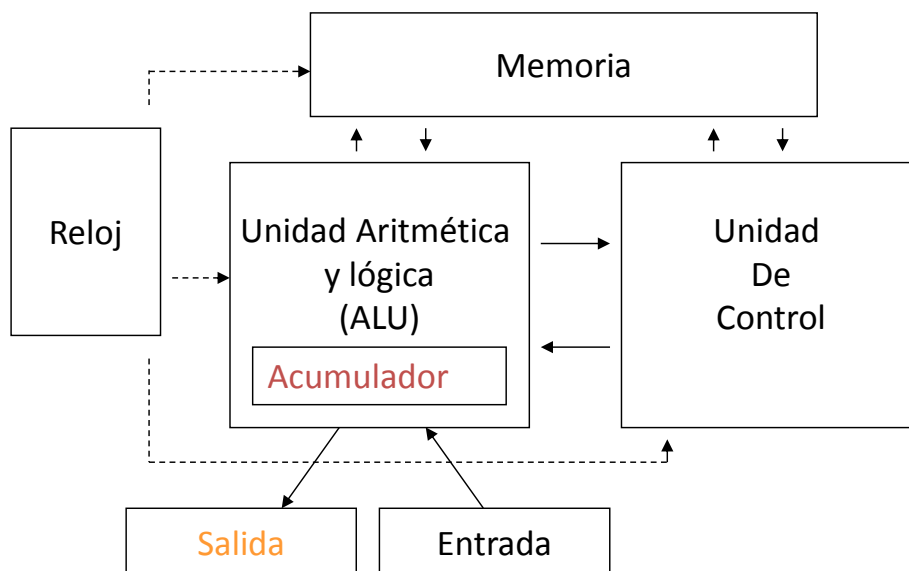 Memoria
Reloj
Unidad Aritmética
y lógica
(ALU)
Acumulador
Unidad
De
Control
Salida
Entrada